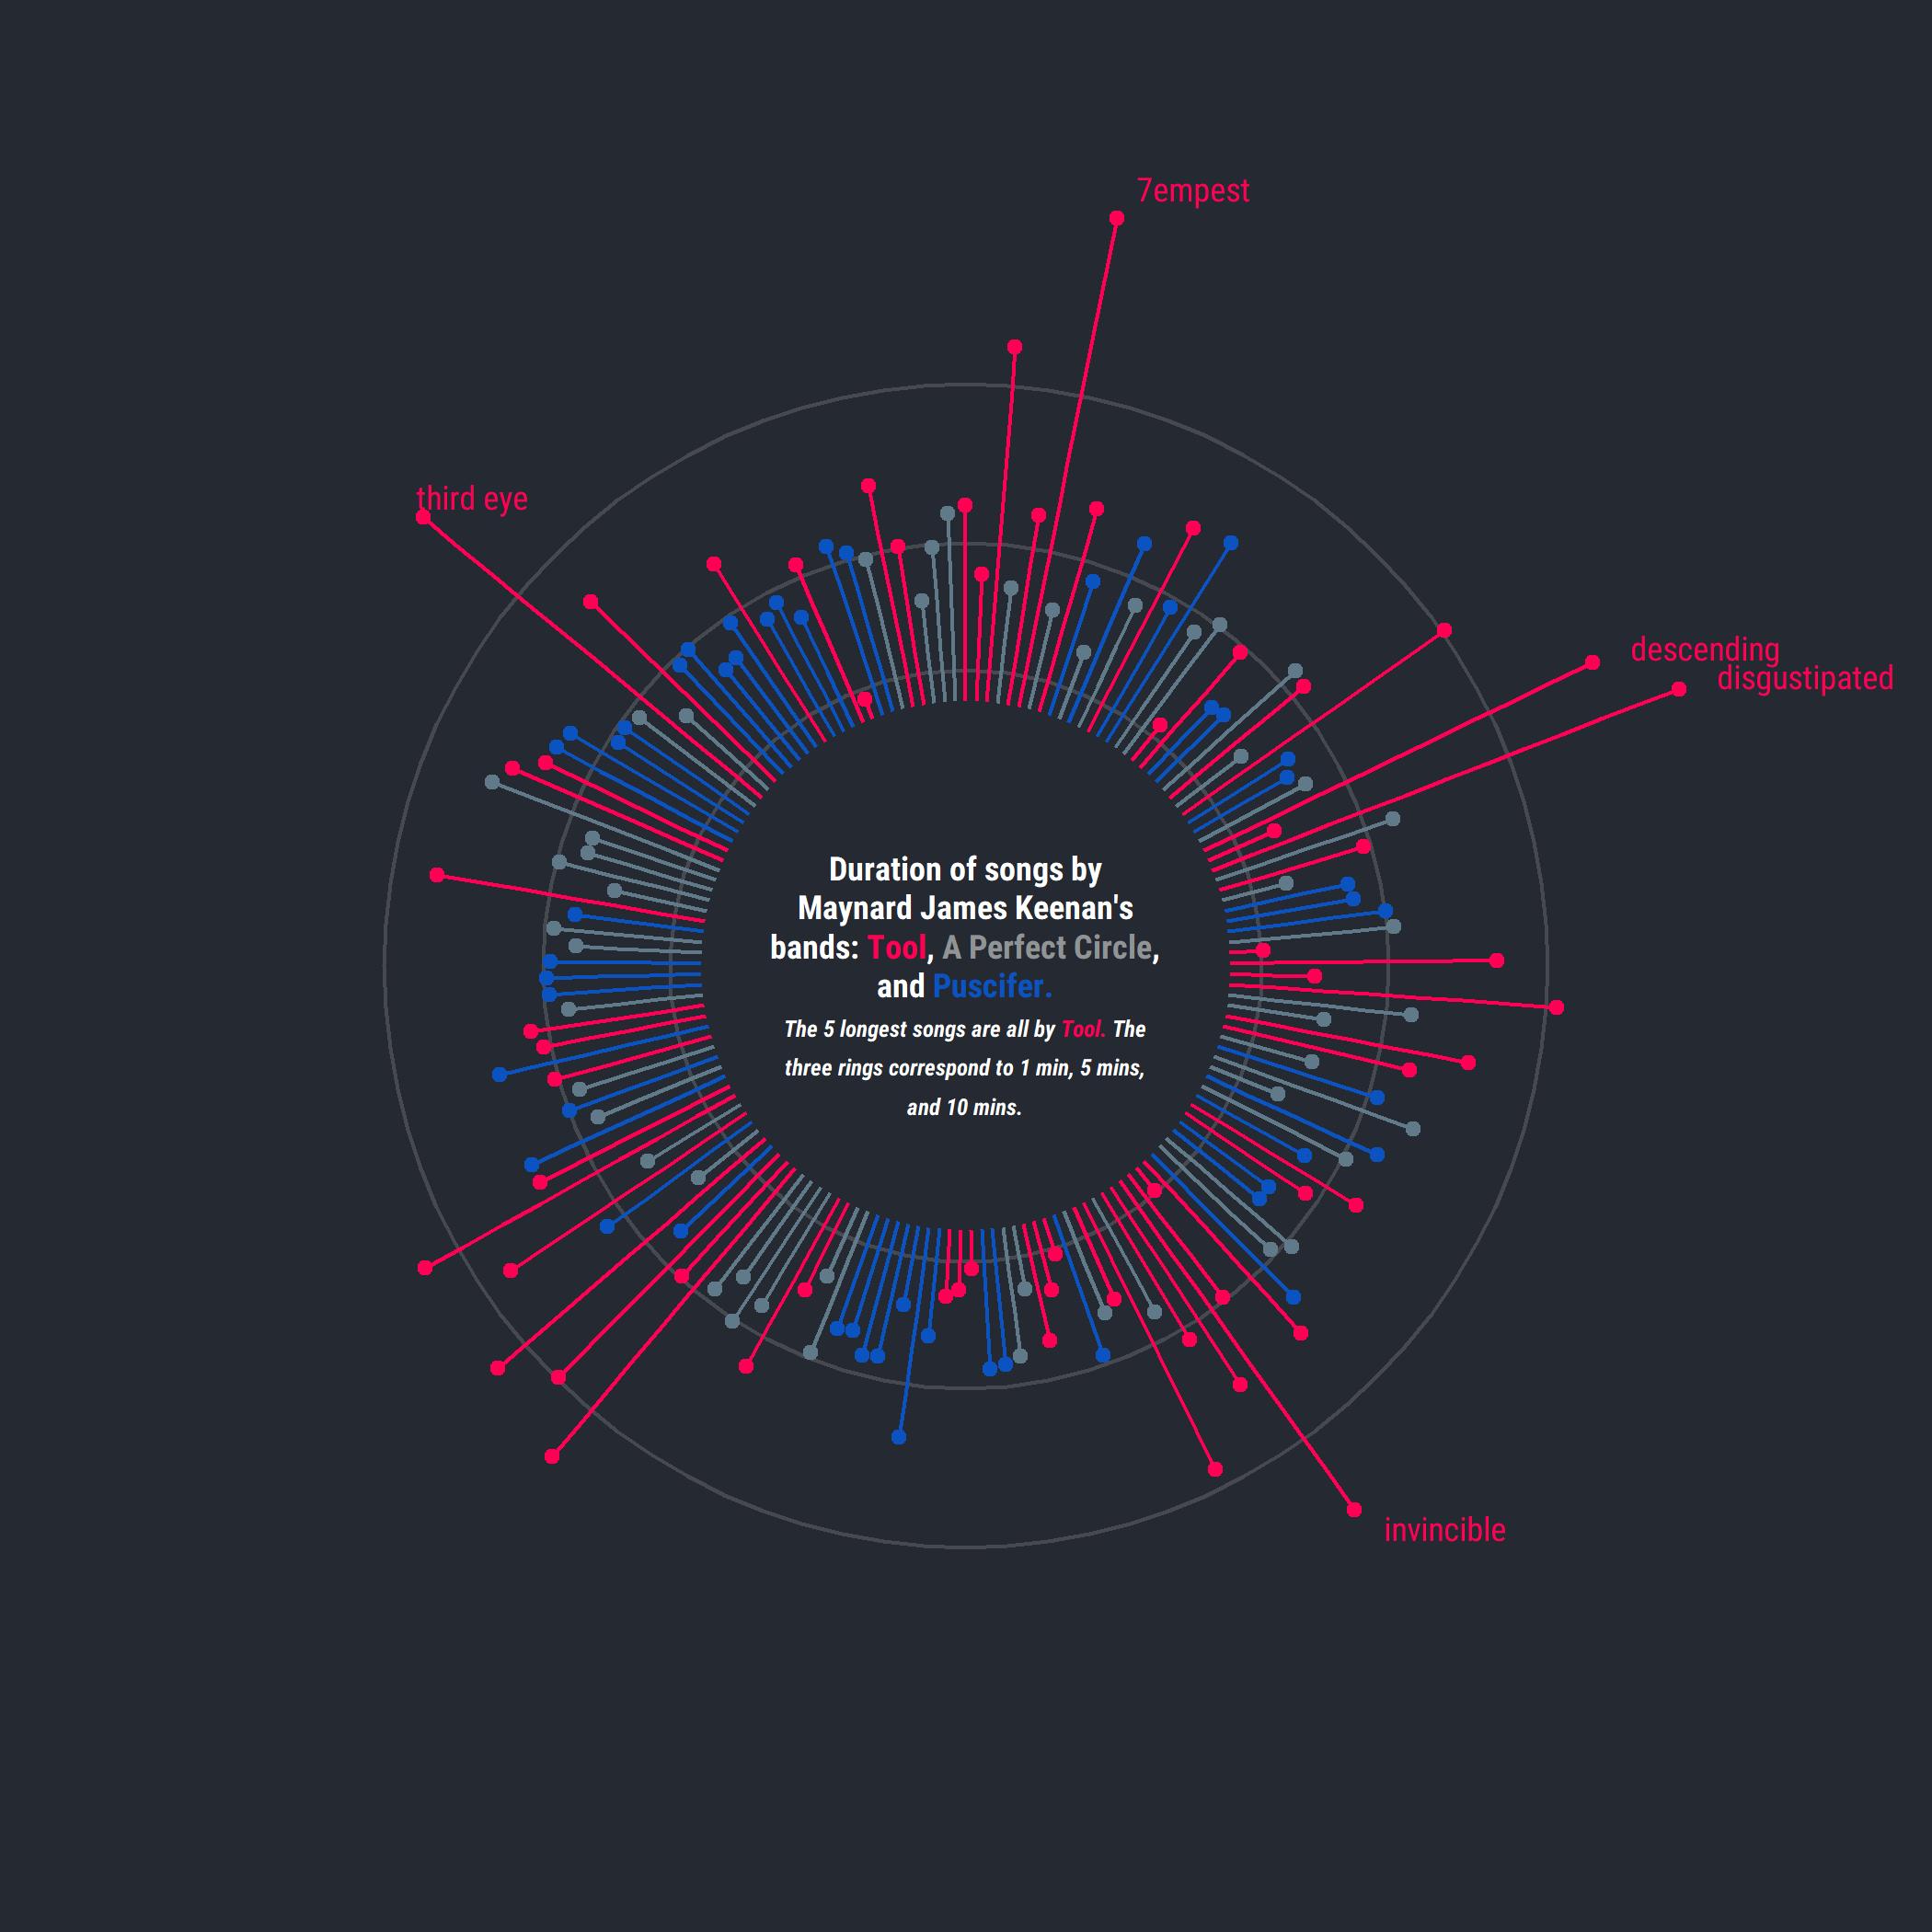 7empest
third eye
descending
disgustipated
Duration of songs by
Maynard James Keenan's
bands: Tool, A Perfect Circle,
and Puscifer.
The 5 longest songs are all by Tool. The
three rings correspond to 1 min, 5 mins,
and 10 mins.
invincible